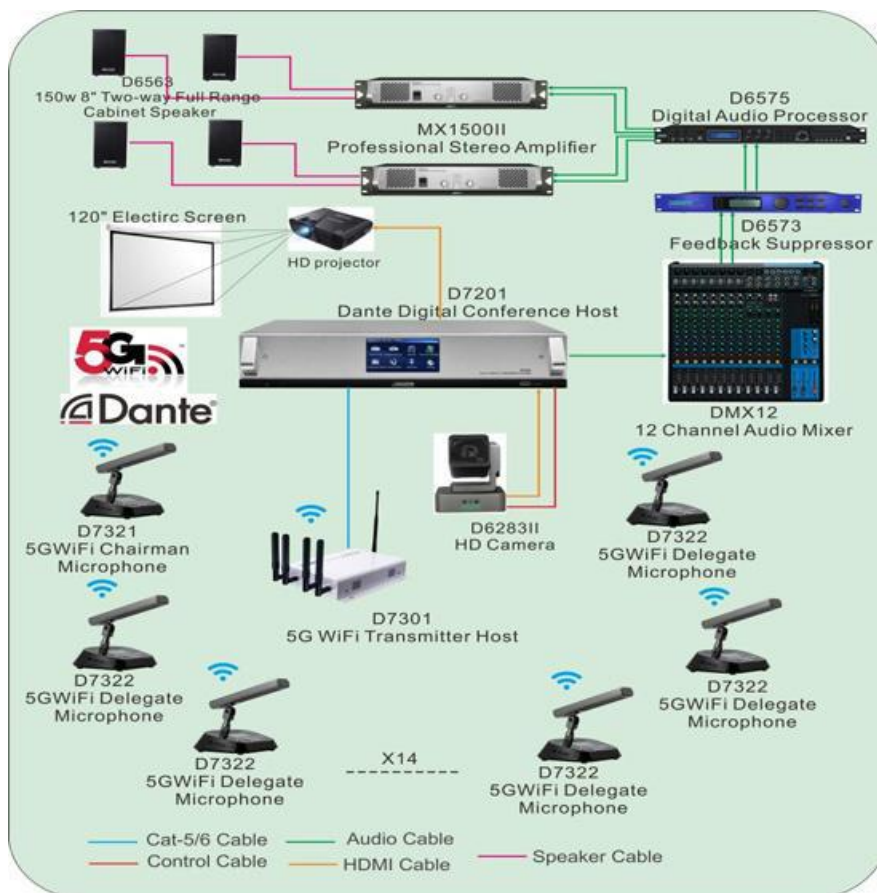 D6563
150w 8" Two-way Full Range
Cabinet Speaker
MX1500II
Professional Stereo Amplifier
D6575
Digital Audio Processor
D6573
Feedback Suppressor
120" Electirc Screen
HD projector
D7201
Dante Digital Conference Host
5G
WiFi
Dante®
DMX12
12 Channel Audio Mixer
D6283II
HD Camera
D7321
5GWiFi Chairman
Microphone
D7322
5GWiFi Delegate
Microphone
D7301
5G WiFi Transmitter Host
D7322
5GWiFi Delegate
Microphone
D7322
5GWiFi Delegate
Microphone
D7322
5GWiFi Delegate
Microphone
X14
D7322
5GWiFi Delegate
Microphone
Cat-5/6 Cable
Audio Cable
Speaker Cable
Control Cable
HDMI Cable